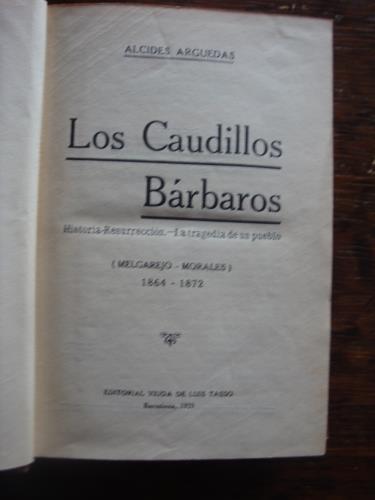 ALCIDES ARGUEDAS
Los Caudillos
Bárbaros
Historia-Resurrección.—La tragedia de un pueblo
(MELGAREJO - MORALES)
1864 - 1872
EDITORIAL VIUDA DE LUIS TASSO
Barcelona, 1929